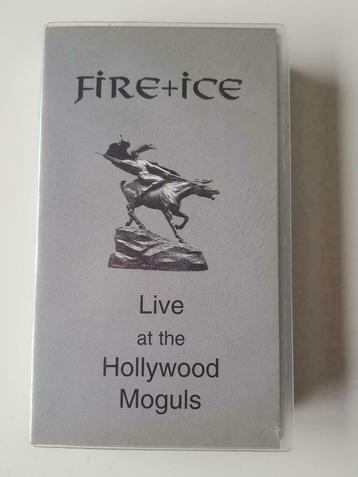 FiRE+iCE
Live
at the
Hollywood
Moguls